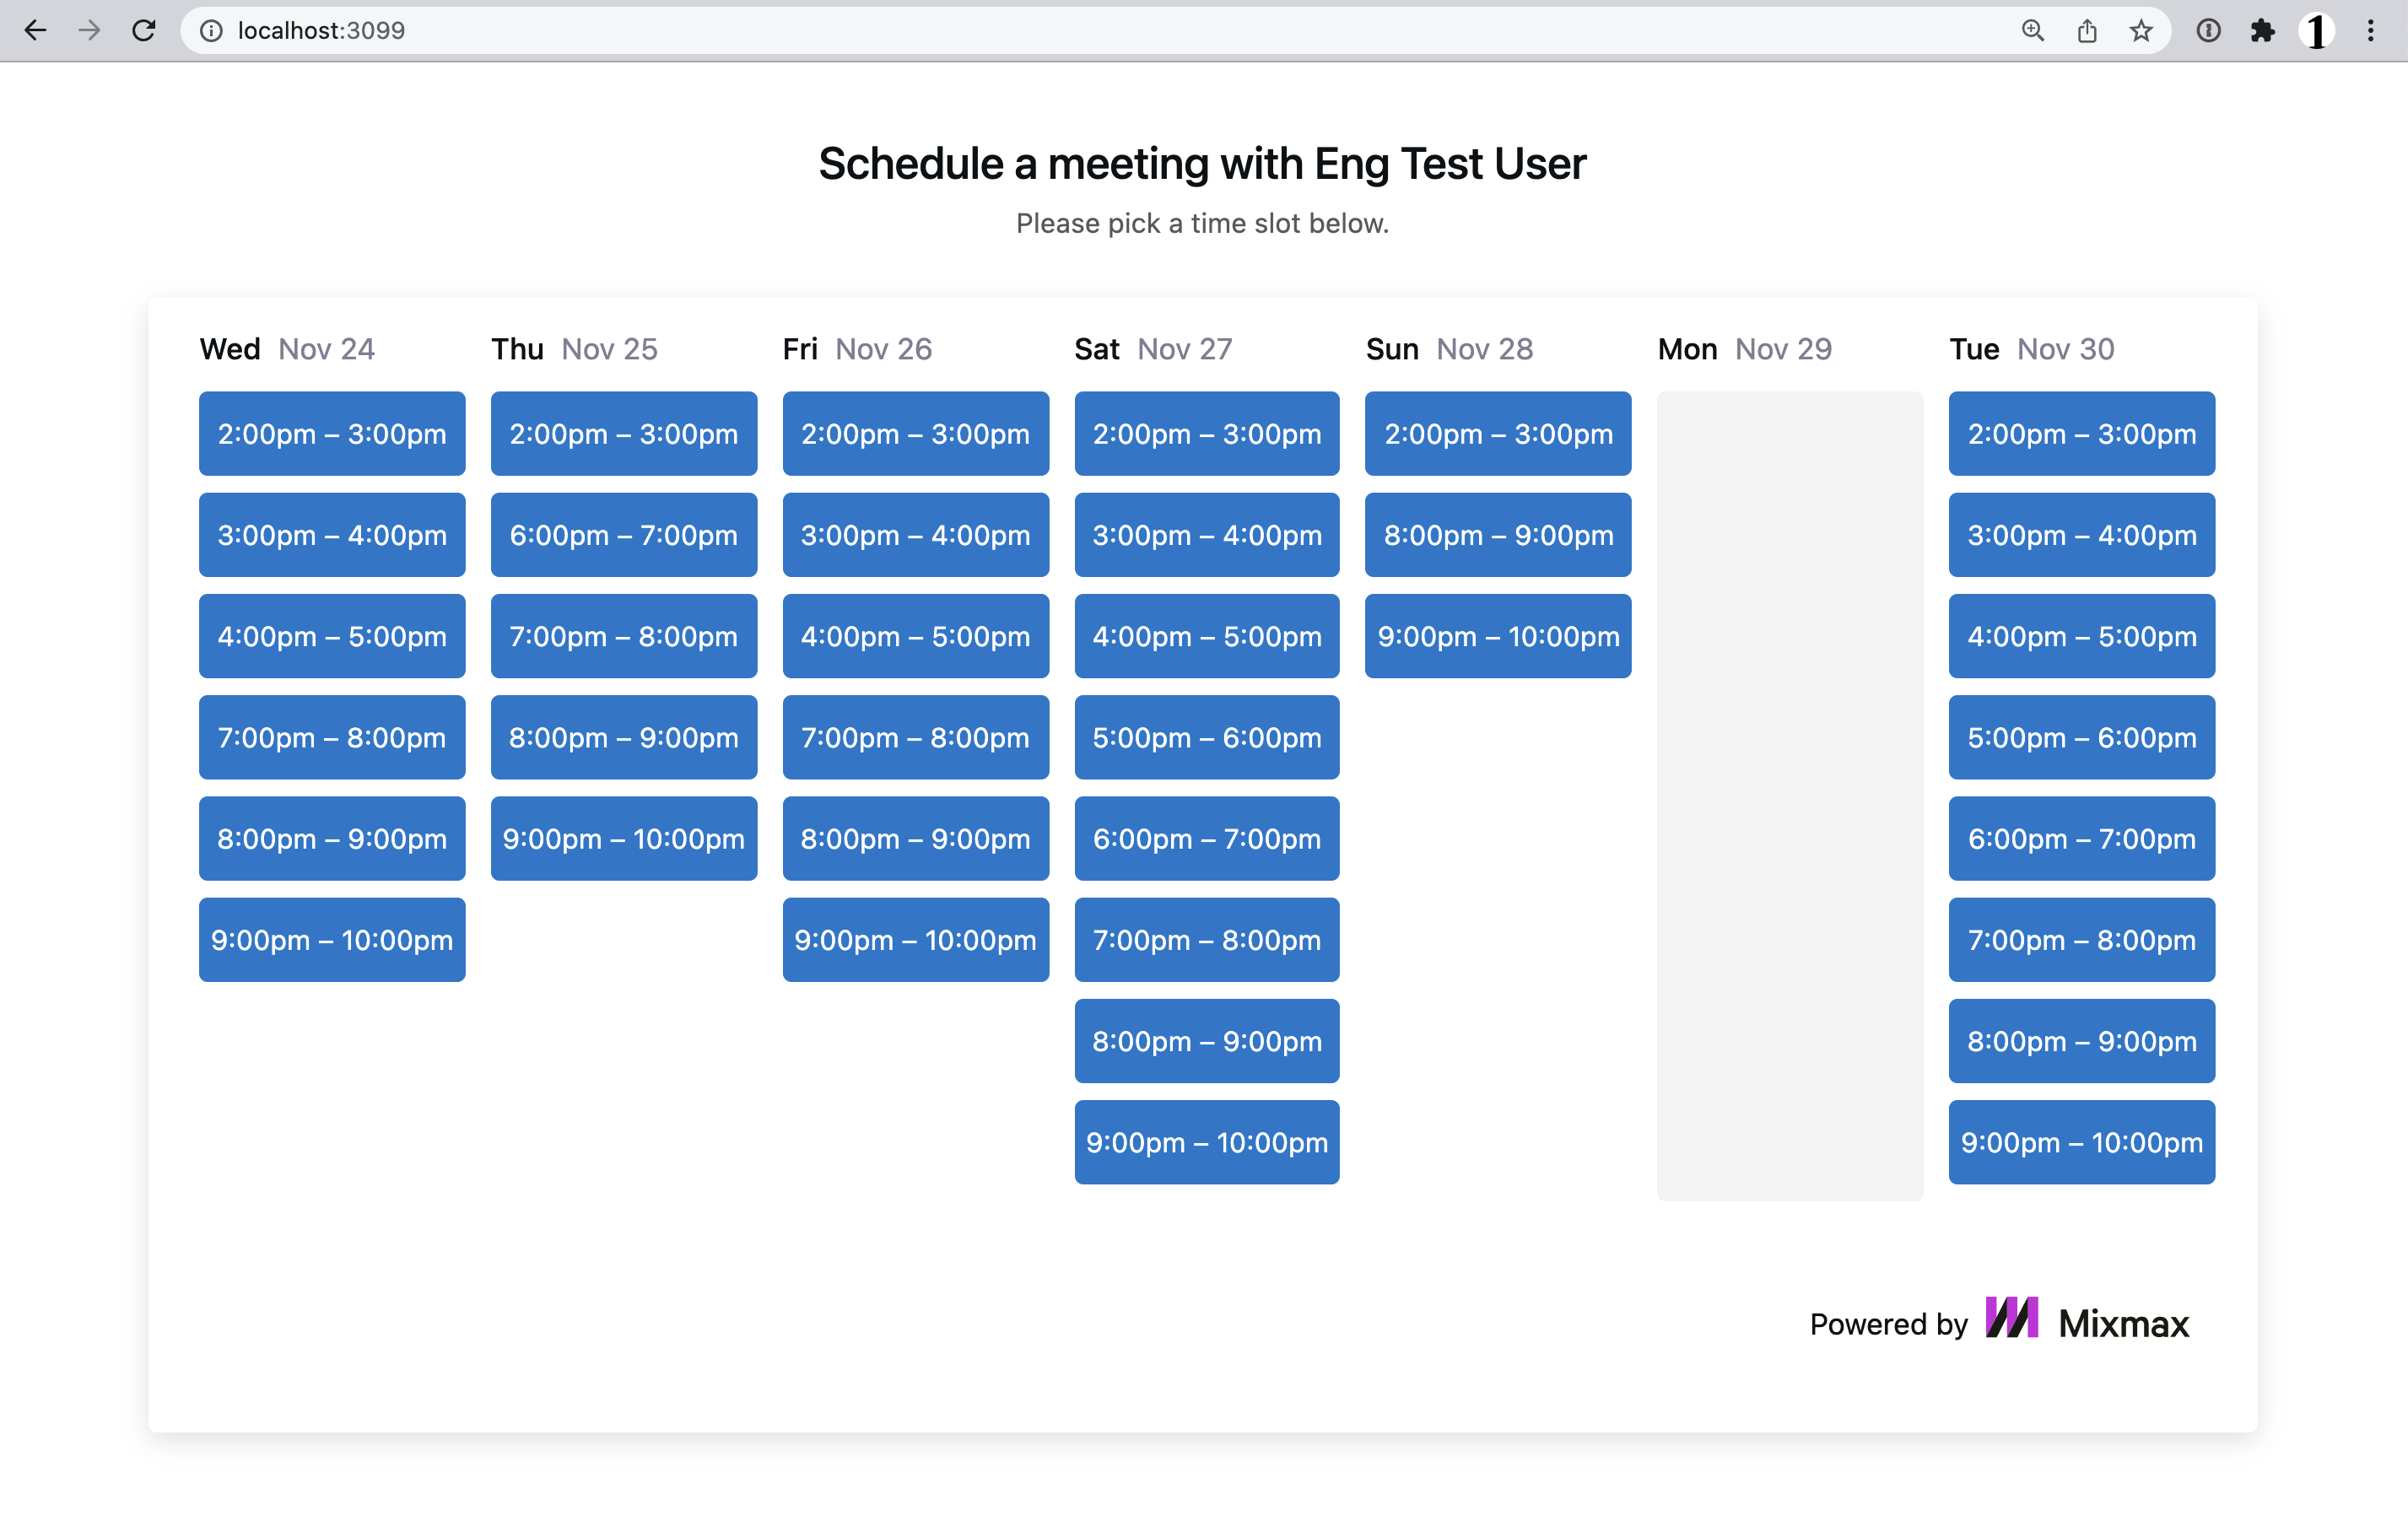 localhost:3099
1
Schedule a meeting with Eng Test User
Please pick a time slot below.
Wed Nov 24
2:00pm – 3:00pm
3:00pm – 4:00pm
4:00pm – 5:00pm
7:00pm – 8:00pm
8:00pm – 9:00pm
9:00pm – 10:00pm
Thu Nov 25
2:00pm – 3:00pm
6:00pm – 7:00pm
7:00pm – 8:00pm
8:00pm – 9:00pm
9:00pm – 10:00pm
Fri Nov 26
2:00pm – 3:00pm
3:00pm – 4:00pm
4:00pm – 5:00pm
7:00pm – 8:00pm
8:00pm – 9:00pm
9:00pm – 10:00pm
Sat Nov 27
2:00pm – 3:00pm
3:00pm – 4:00pm
4:00pm – 5:00pm
5:00pm – 6:00pm
6:00pm – 7:00pm
7:00pm – 8:00pm
8:00pm – 9:00pm
9:00pm – 10:00pm
Sun Nov 28
2:00pm – 3:00pm
8:00pm – 9:00pm
9:00pm – 10:00pm
Mon Nov 29
Tue Nov 30
2:00pm – 3:00pm
3:00pm – 4:00pm
4:00pm – 5:00pm
5:00pm – 6:00pm
6:00pm – 7:00pm
7:00pm – 8:00pm
8:00pm – 9:00pm
9:00pm – 10:00pm
Powered by Mixmax